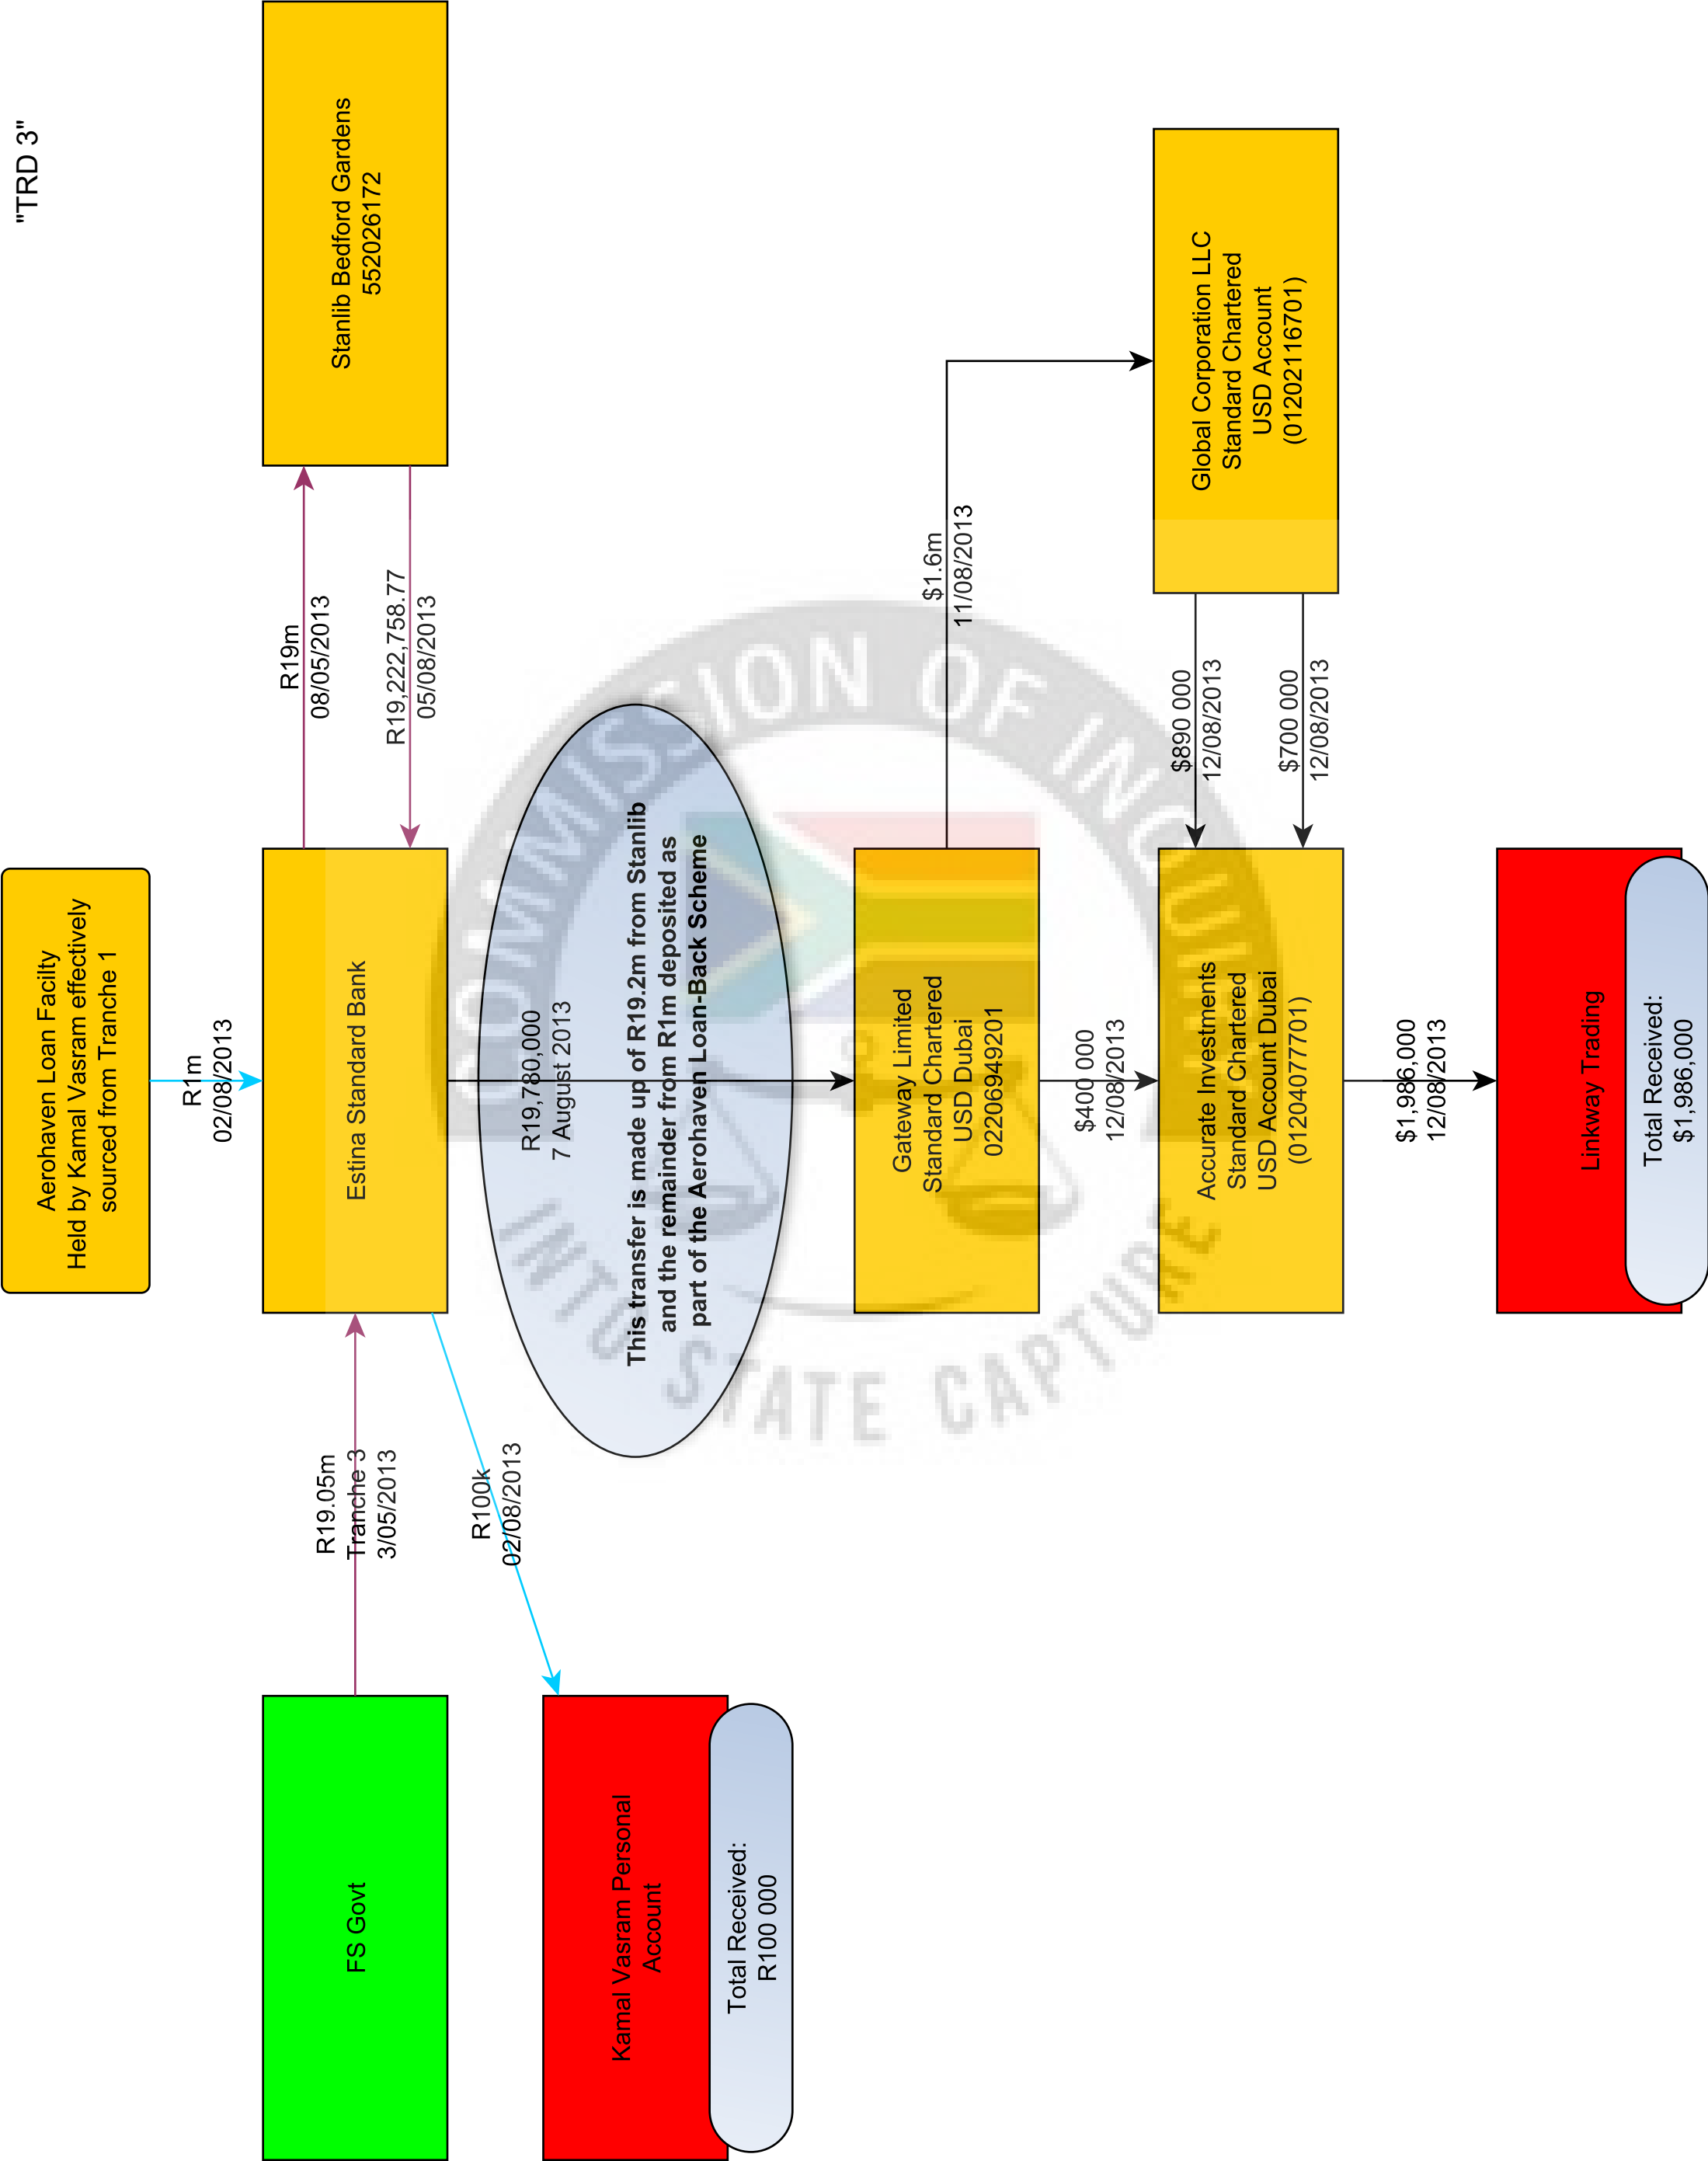 "TRD 3"
Aerohaven Loan Facilty
Held by Kamal Vasram effectively
sourced from Tranche 1
R1m
02/08/2013
FS Govt
R19.05m
Tranche 3
3/05/2013
Estina Standard Bank
R19m
08/05/2013
R19,222,758.77
05/08/2013
Stanlib Bedford Gardens
552026172
R100k
02/08/2013
Kamal Vasram Personal
Account
Total Received:
R100 000
R19,780,000
7 August 2013
This transfer is made up of R19.2m from Stanlib
and the remainder from R1m deposited as
part of the Aerohaven Loan-Back Scheme
Gateway Limited
Standard Chartered
USD Dubai
02206949201
$1.6m
11/08/2013
$400 000
12/08/2013
Global Corporation LLC
Standard Chartered
USD Account
(01202116701)
$890 000
12/08/2013
$700 000
12/08/2013
Accurate Investments
Standard Chartered
USD Account Dubai
(01204077701)
$1,986,000
12/08/2013
Linkway Trading
Total Received:
$1,986,000
COMMISSION OF INQUIRY
INTO STATE CAPTURE